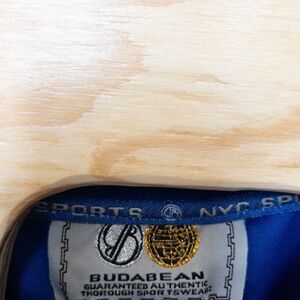 SPORTS NYC SP
BUDABEAN
GUARANTEED AUTHENTIC
THOROUGH SPORTSWEAR